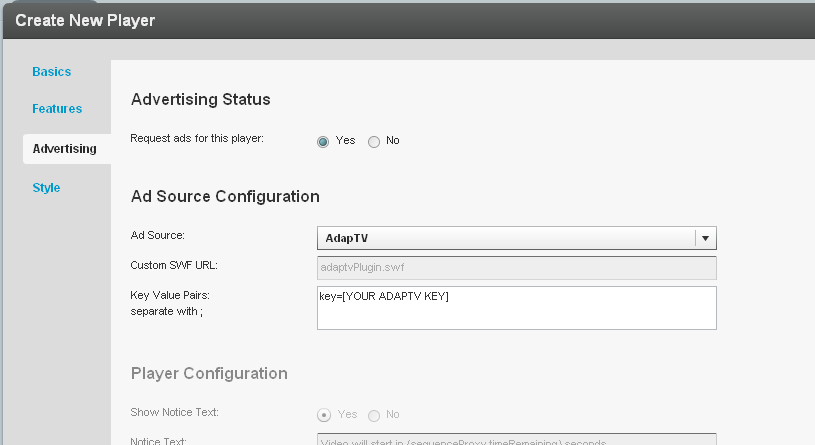 Create New Player
Basics
Features
Advertising
Style
Advertising Status
Request ads for this player:
Yes
No
Ad Source Configuration
Ad Source:
AdapTV
Custom SWF URL:
adaptvPlugin.swf
Key Value Pairs:
separate with ;
key=[YOUR ADAPTV KEY]
Player Configuration
Show Notice Text:
Yes
No
Notice Text:
Video will start in {sequenceProxy.timeRemaining} seconds